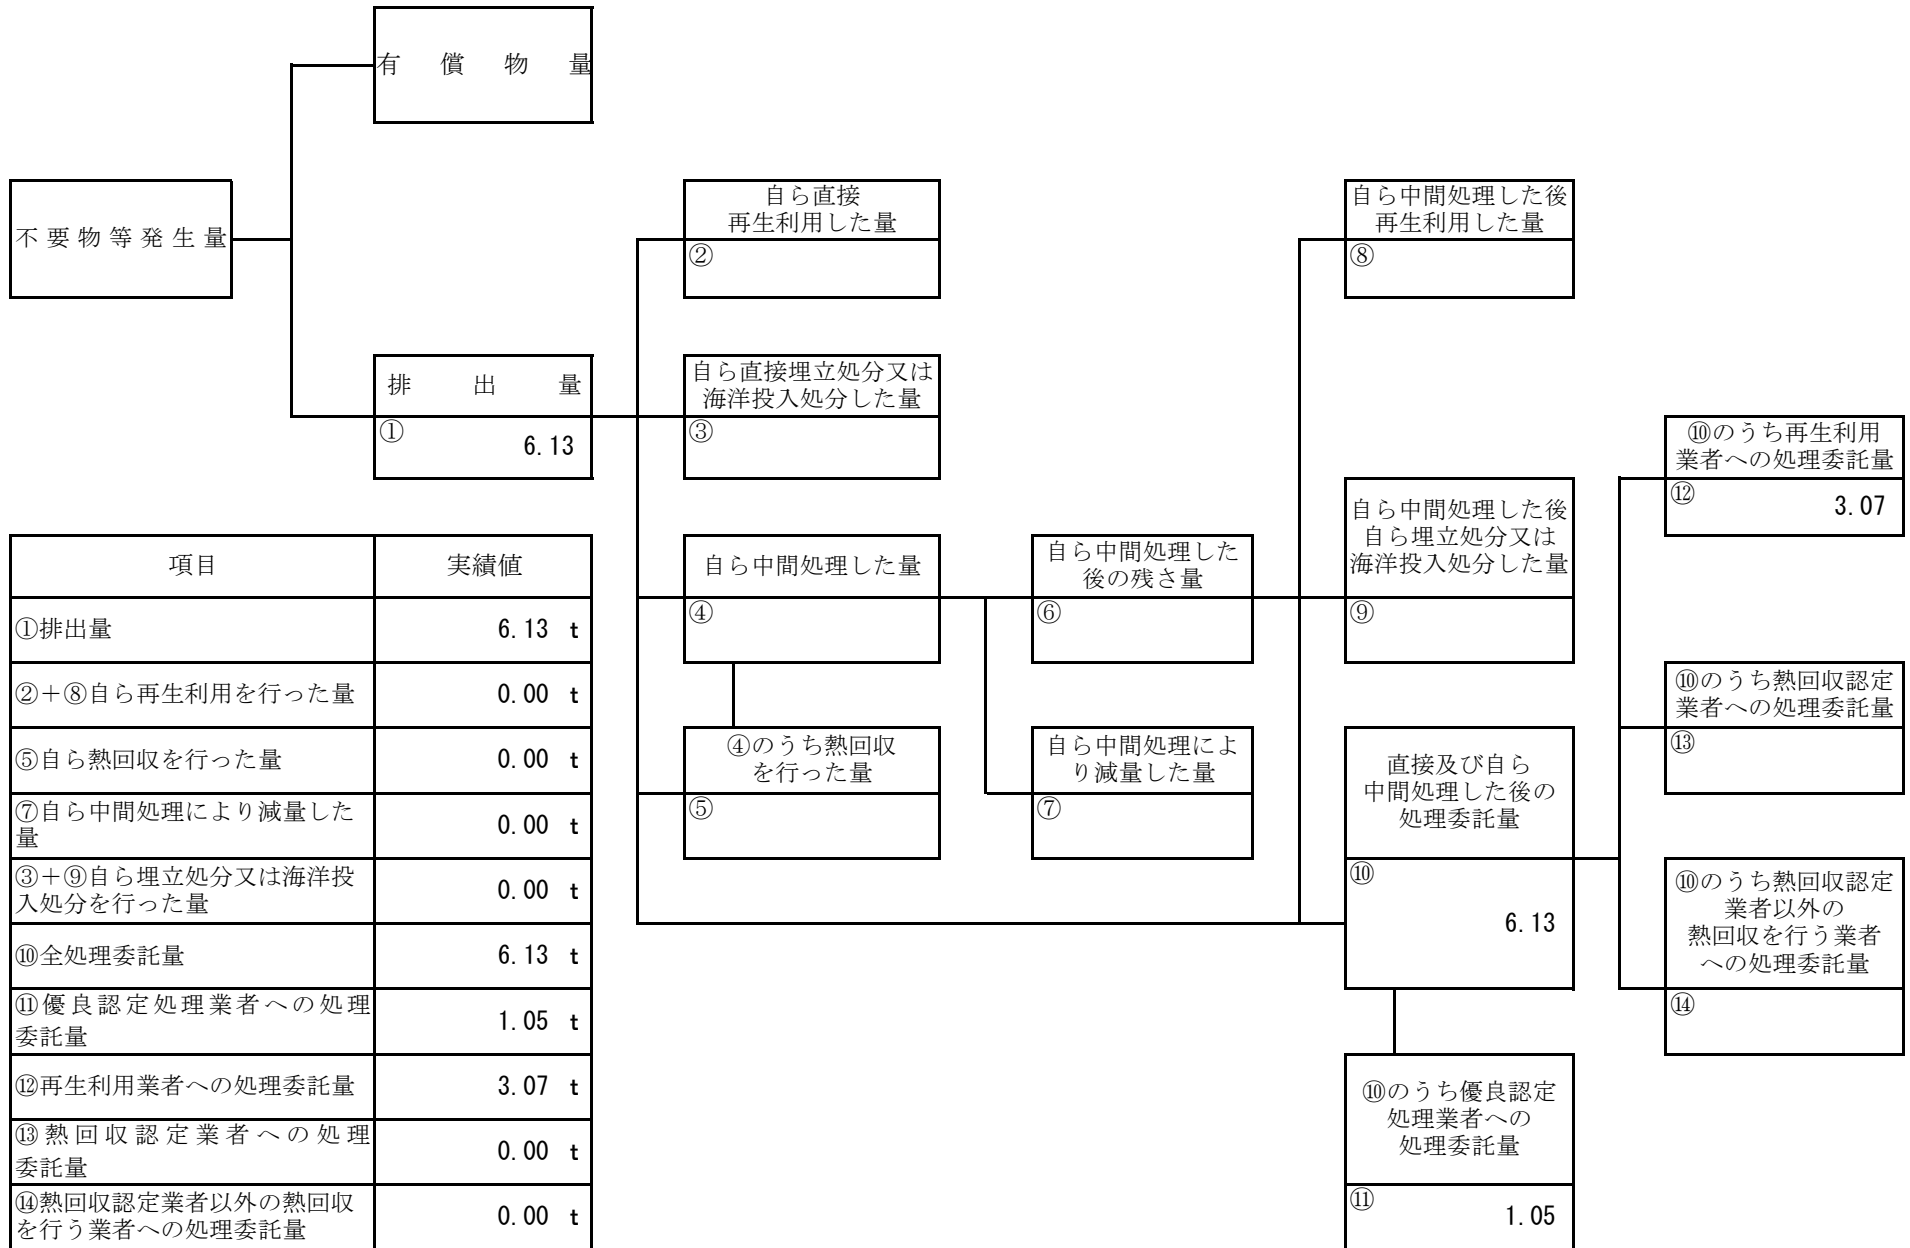 有償物量
不要物等発生量
自ら直接
再生利用した量
②
自ら中間処理した後
再生利用した量
⑧
排出量
①
6.13
自ら直接埋立処分又は
海洋投入処分した量
③
⑩のうち再生利用
業者への処理委託量
⑫
3.07
自ら中間処理した量
④
自ら中間処理した
後の残さ量
⑥
自ら中間処理した後
自ら埋立処分又は
海洋投入処分した量
⑨
⑩のうち熱回収認定
業者への処理委託量
⑬
④のうち熱回収
を行った量
⑤
自ら中間処理によ
り減量した量
⑦
直接及び自ら
中間処理した後の
処理委託量
⑩
6.13
⑩のうち熱回収認定
業者以外の
熱回収を行う業者
への処理委託量
⑭
⑩のうち優良認定
処理業者への
処理委託量
⑪
1.05
項目 実績値
①排出量 6.13 t
②＋⑧自ら再生利用を行った量 0.00 t
⑤自ら熱回収を行った量 0.00 t
⑦自ら中間処理により減量した
量 0.00 t
③＋⑨自ら埋立処分又は海洋投
入処分を行った量 0.00 t
⑩全処理委託量 6.13 t
⑪優良認定処理業者への処理
委託量 1.05 t
⑫再生利用業者への処理委託量 3.07 t
⑬熱回収認定業者への処理
委託量 0.00 t
⑭熱回収認定業者以外の熱回収
を行う業者への処理委託量 0.00 t